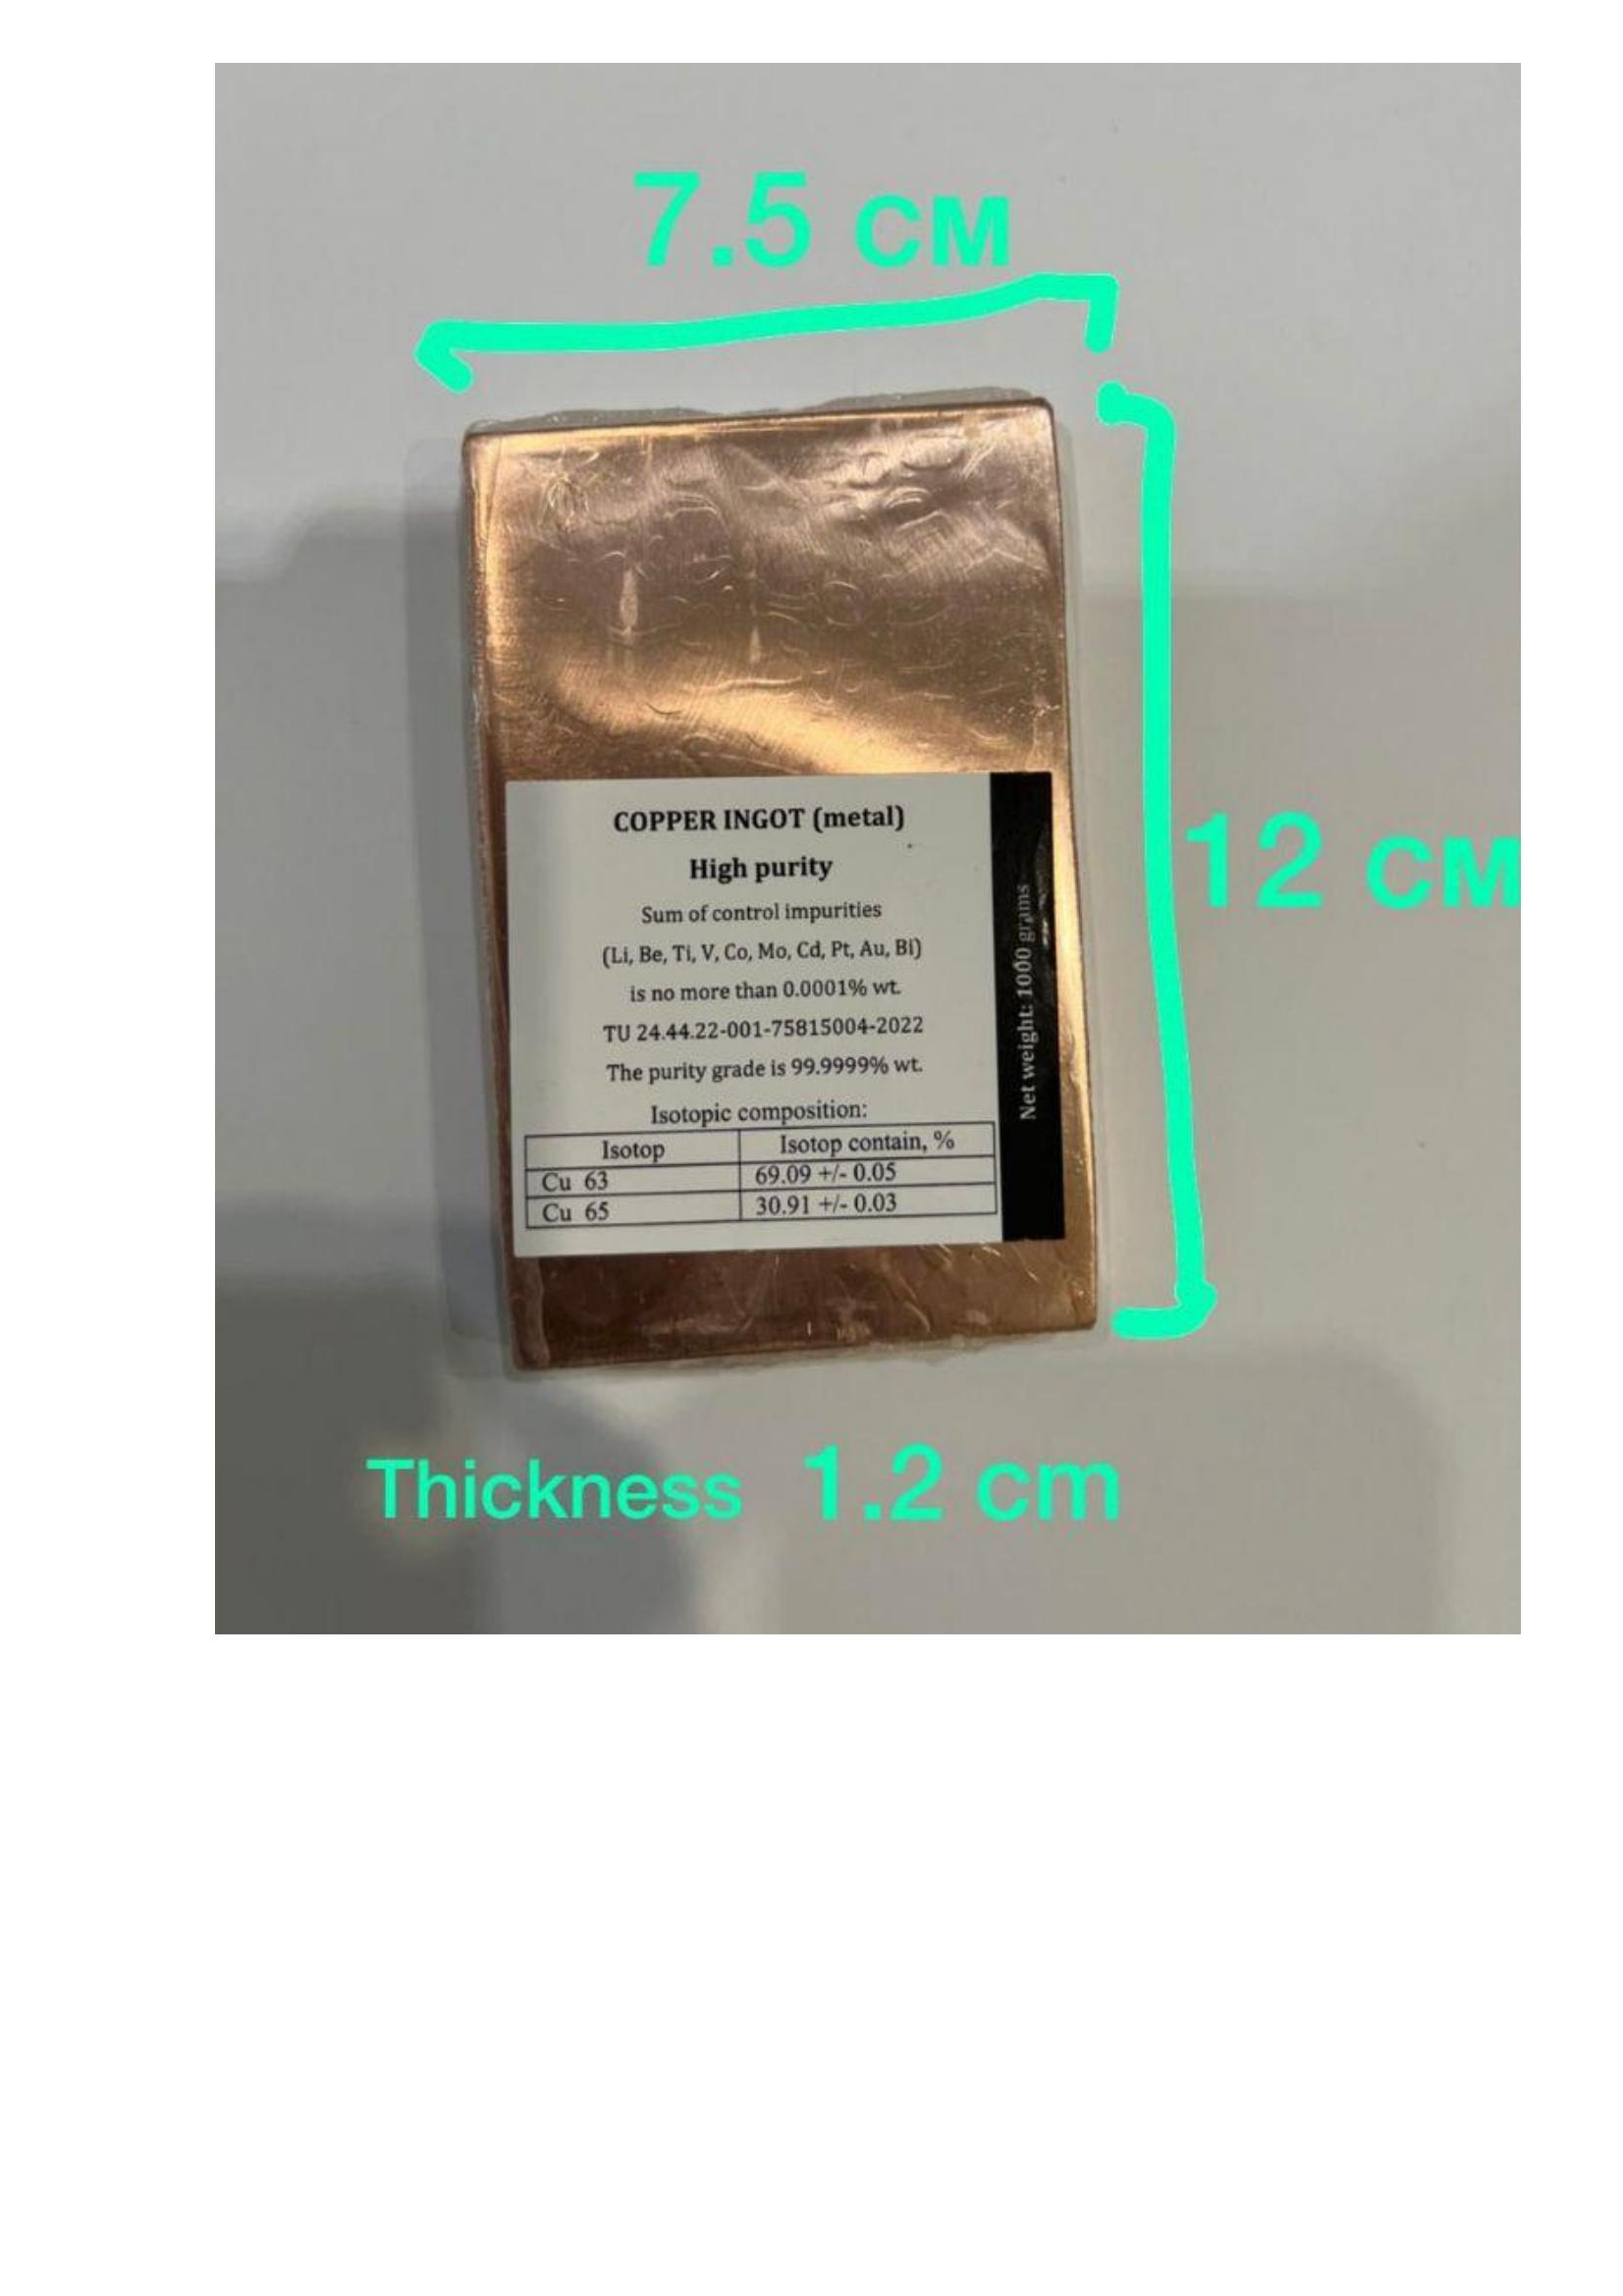 7.5 см
12 см
COPPER INGOT (metal)
High purity
Sum of control impurities
(Li, Be, Ti, V, Co, Mo, Cd, Pt, Au, Bi)
is no more than 0.0001% wt.
TU 24.44.22-001-75815004-2022
The purity grade is 99.9999% wt.
Isotopic composition:
Isotop Isotop contain, %
Cu 63 69.09 +/- 0.05
Cu 65 30.91 +/- 0.03
Net weight: 1000 grams
Thickness 1.2 cm